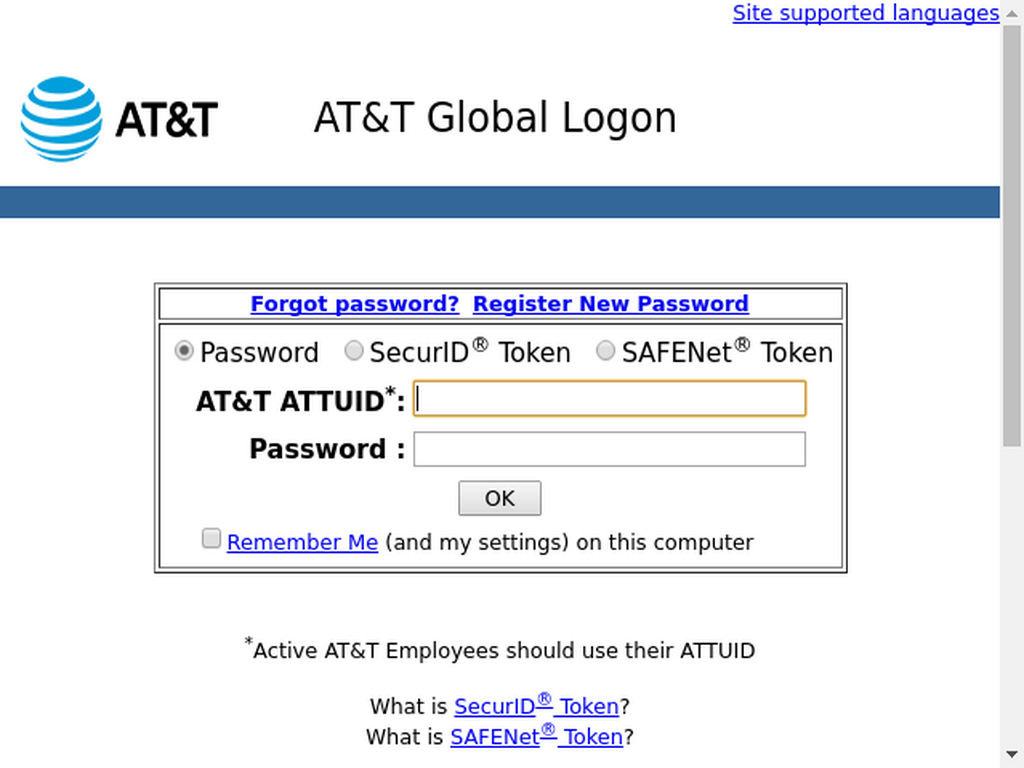 Site supported languages
AT&T
AT&T Global Logon
Forgot password? Register New Password
Password SecurID® Token SAFENet® Token
AT&T ATTUID*:
Password :
OK
Remember Me (and my settings) on this computer
*Active AT&T Employees should use their ATTUID
What is SecurID® Token?
What is SAFENet® Token?